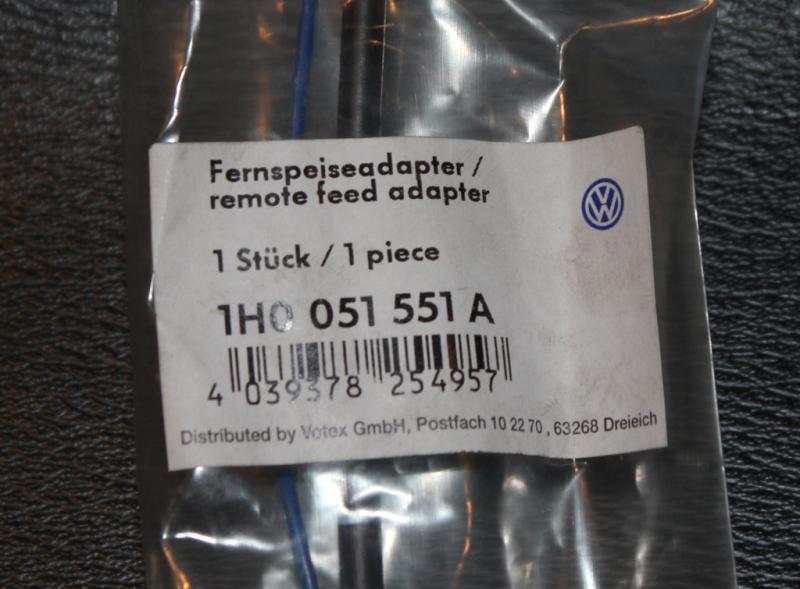 Fernspeiseadapter /
remote feed adapter
1 Stück / 1 piece
1H0 051 551 A
4 039378 254957
Distributed by Votex GmbH, Postfach 10 22 70, 63268 Dreieich